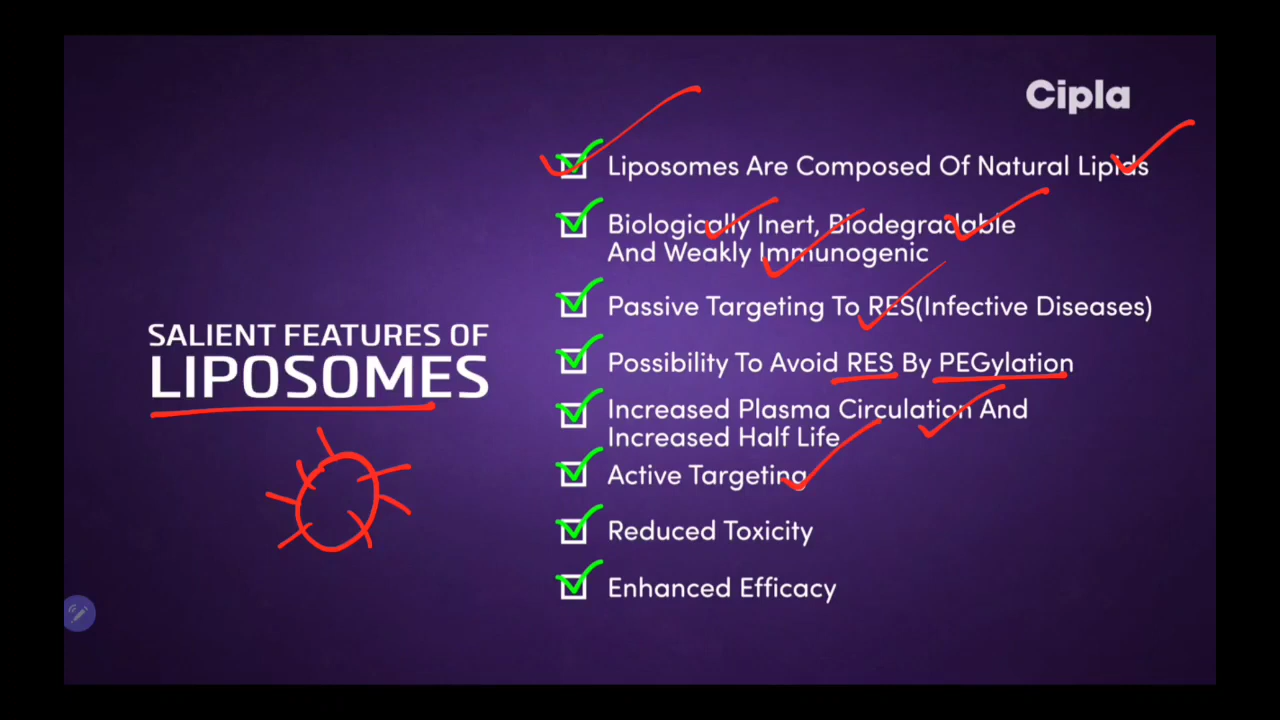 Cipla
SALIENT FEATURES OF
LIPOSOMES
Liposomes Are Composed Of Natural Lipids
Biologically Inert, Biodegradable
And Weakly Immunogenic
Passive Targeting To RES(Infective Diseases)
Possibility To Avoid RES By PEGylation
Increased Plasma Circulation And
Increased Half Life
Active Targeting
Reduced Toxicity
Enhanced Efficacy